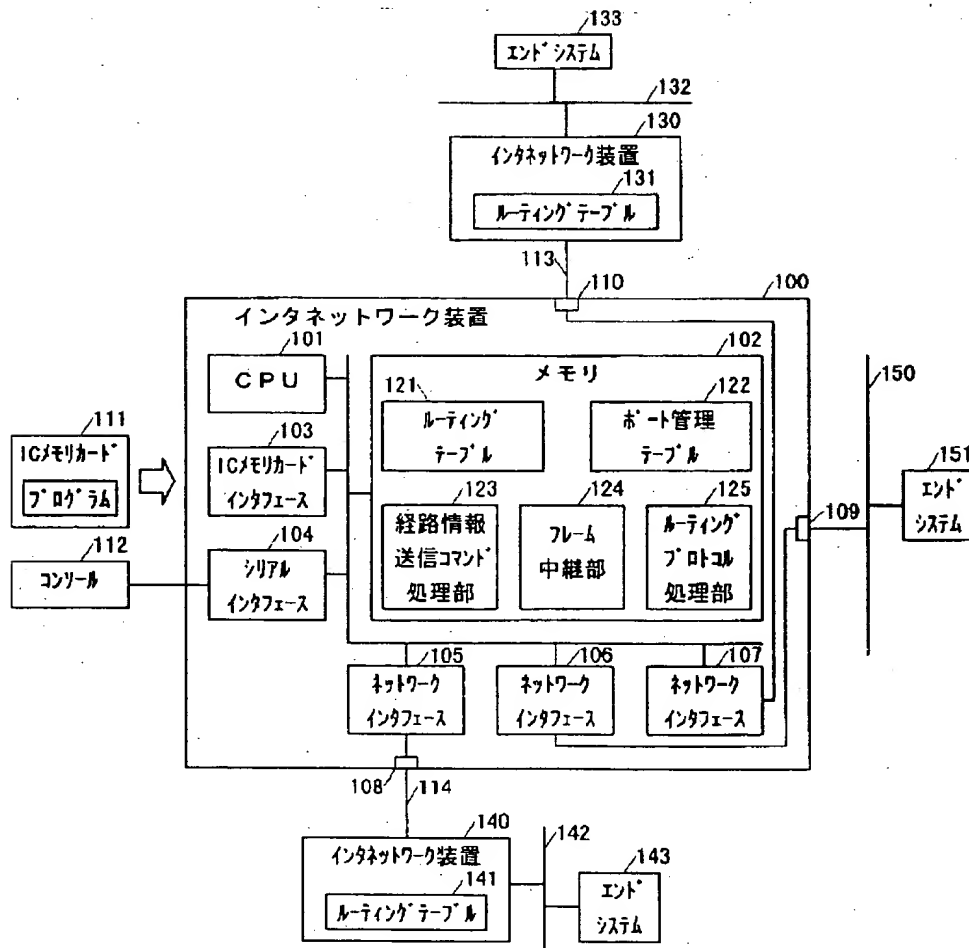 133
エンドシステム
132
130
インタネットワーク装置
131
ルーティングテーブル
113
110
100
インタネットワーク装置
101
CPU
102
メモリ
121
ルーティング
テーブル
122
ポート管理
テーブル
150
111
ICメモリカード
プログラム
103
ICメモリカード
インタフェース
123
経路情報
送信コマンド
処理部
124
フレーム
中継部
125
ルーティング
プロトコル
処理部
109
151
エンド
システム
112
コンソール
104
シリアル
インタフェース
105
ネットワーク
インタフェース
106
ネットワーク
インタフェース
107
ネットワーク
インタフェース
108
114
140
インタネットワーク装置
141
ルーティングテーブル
142
143
エンド
システム